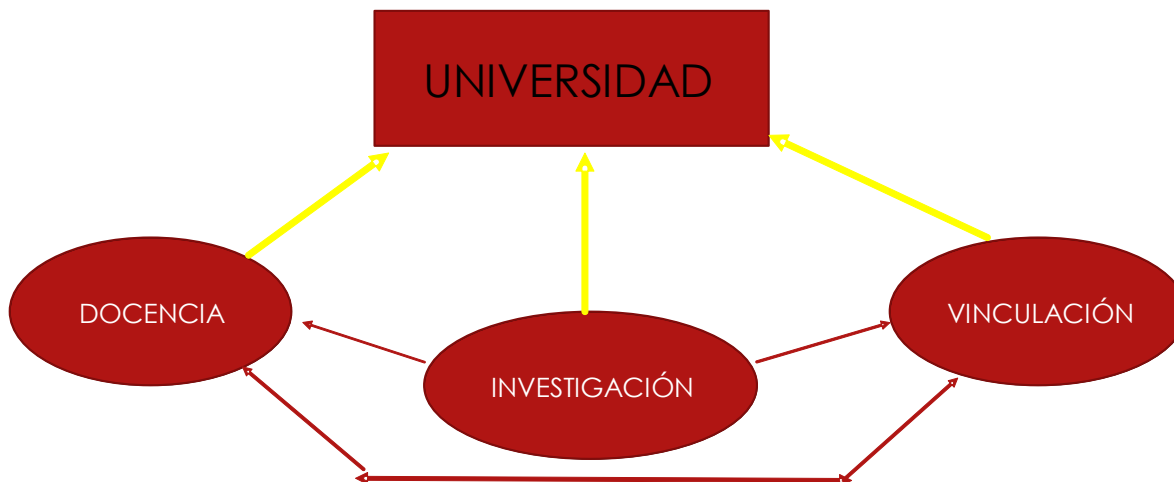 UNIVERSIDAD
DOCENCIA
VINCULACIÓN
INVESTIGACIÓN